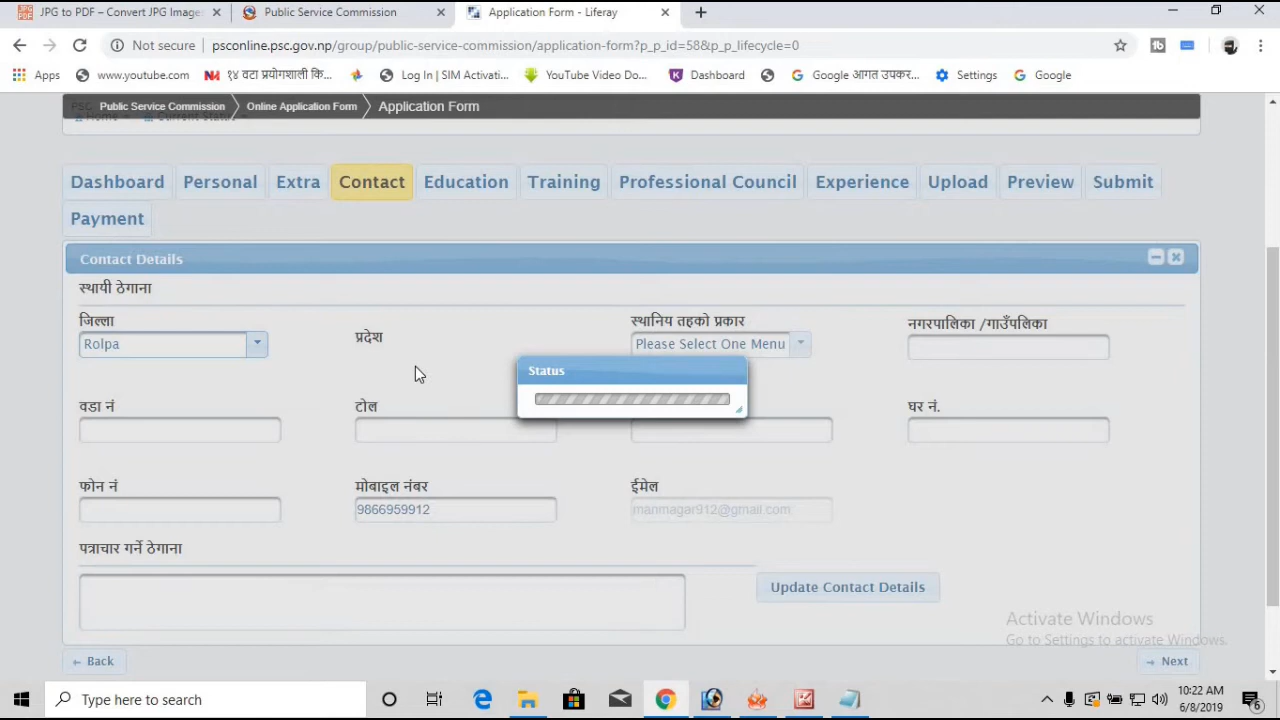 JPG to PDF – Convert JPG Images
Public Service Commission
Application Form - Liferay
Not secure psconline.psc.gov.np/group/public-service-commission/application-form?p_p_id=58&p_p_lifecycle=0
Apps www.youtube.com १४ वटा प्रयोगशाली कि... Log In | SIM Activati... YouTube Video Do... Dashboard Google आगत उपकर... Settings Google
Public Service Commission Online Application Form Application Form
Home Current Status
Dashboard Personal Extra Contact Education Training Professional Council Experience Upload Preview Submit
Payment
Contact Details
स्थायी ठेगाना
जिल्ला प्रदेश स्थानिय तहको प्रकार नगरपालिका /गाउँपलिका
Rolpa Please Select One Menu
Status
वडा नं टोल घर नं.
फोन नं मोबाइल नंबर ईमेल
9866959912 manmagar912@gmail.com
पत्राचार गर्ने ठेगाना
Update Contact Details
Activate Windows
Go to Settings to activate Windows.
Back Next
Type here to search
10:22 AM
6/8/2019
6